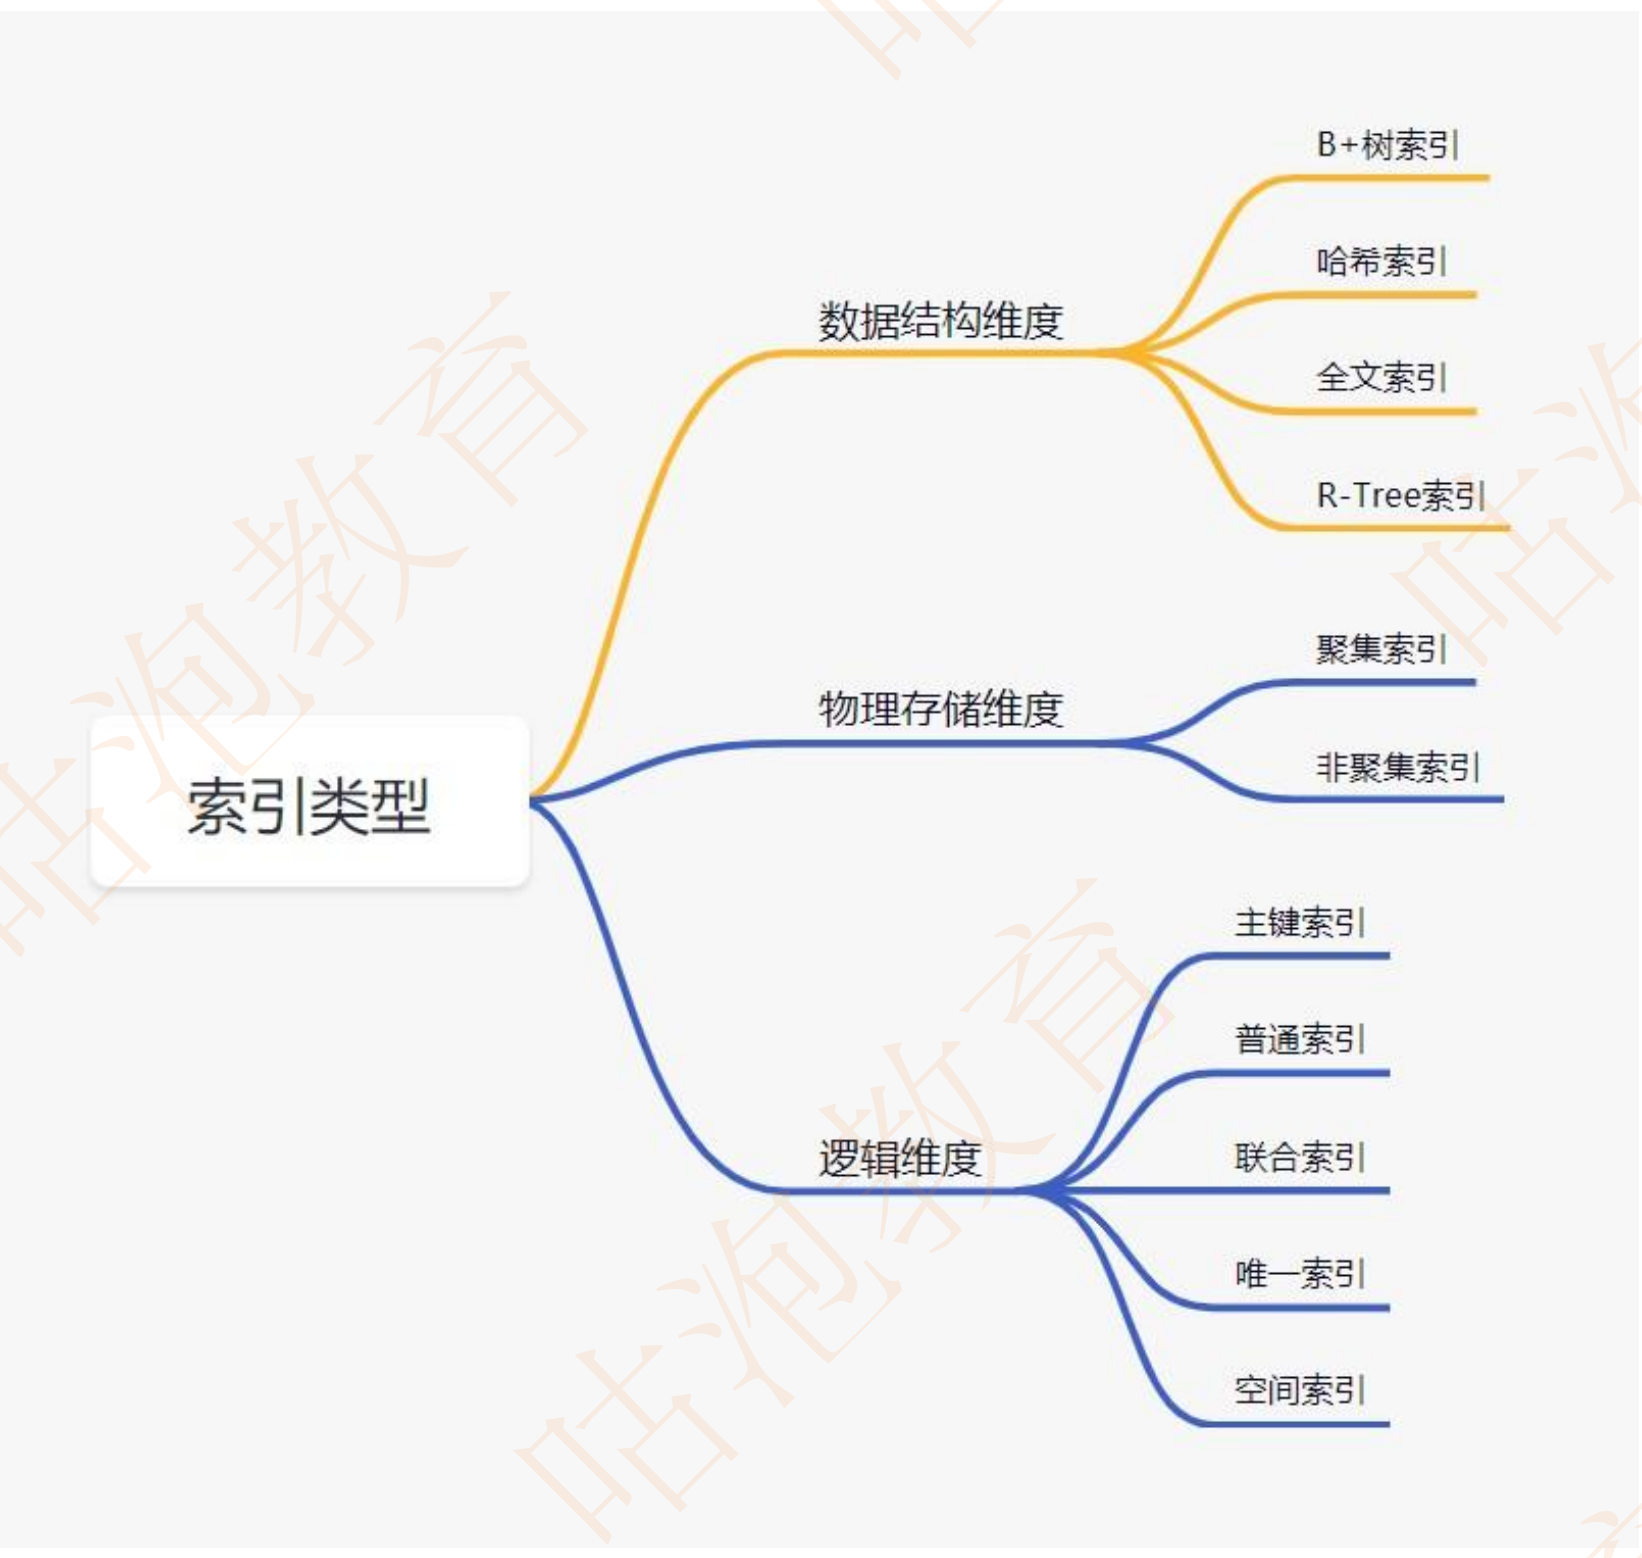 索引类型
数据结构维度
B+树索引
哈希索引
全文索引
R-Tree索引
物理存储维度
聚集索引
非聚集索引
逻辑维度
主键索引
普通索引
联合索引
唯一索引
空间索引
咕泡教育
咕泡教育
咕泡